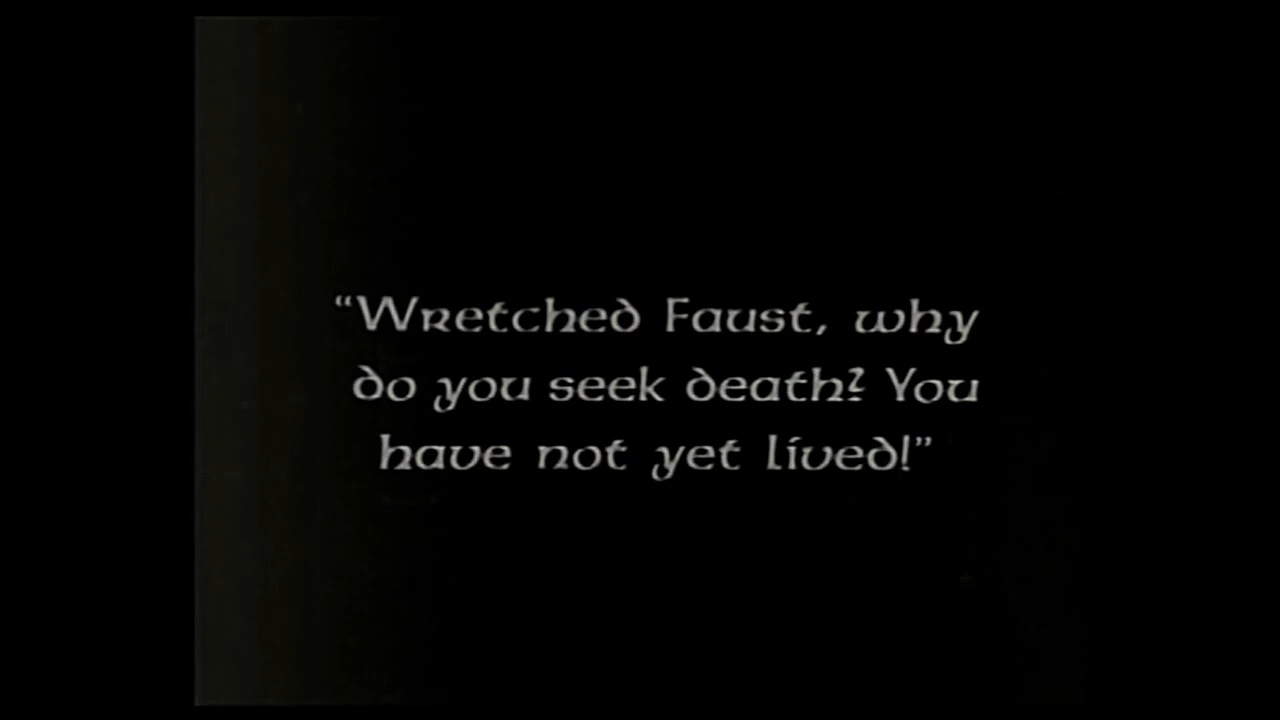 “Wretched Faust, why
do you seek death? You
have not yet lived!”